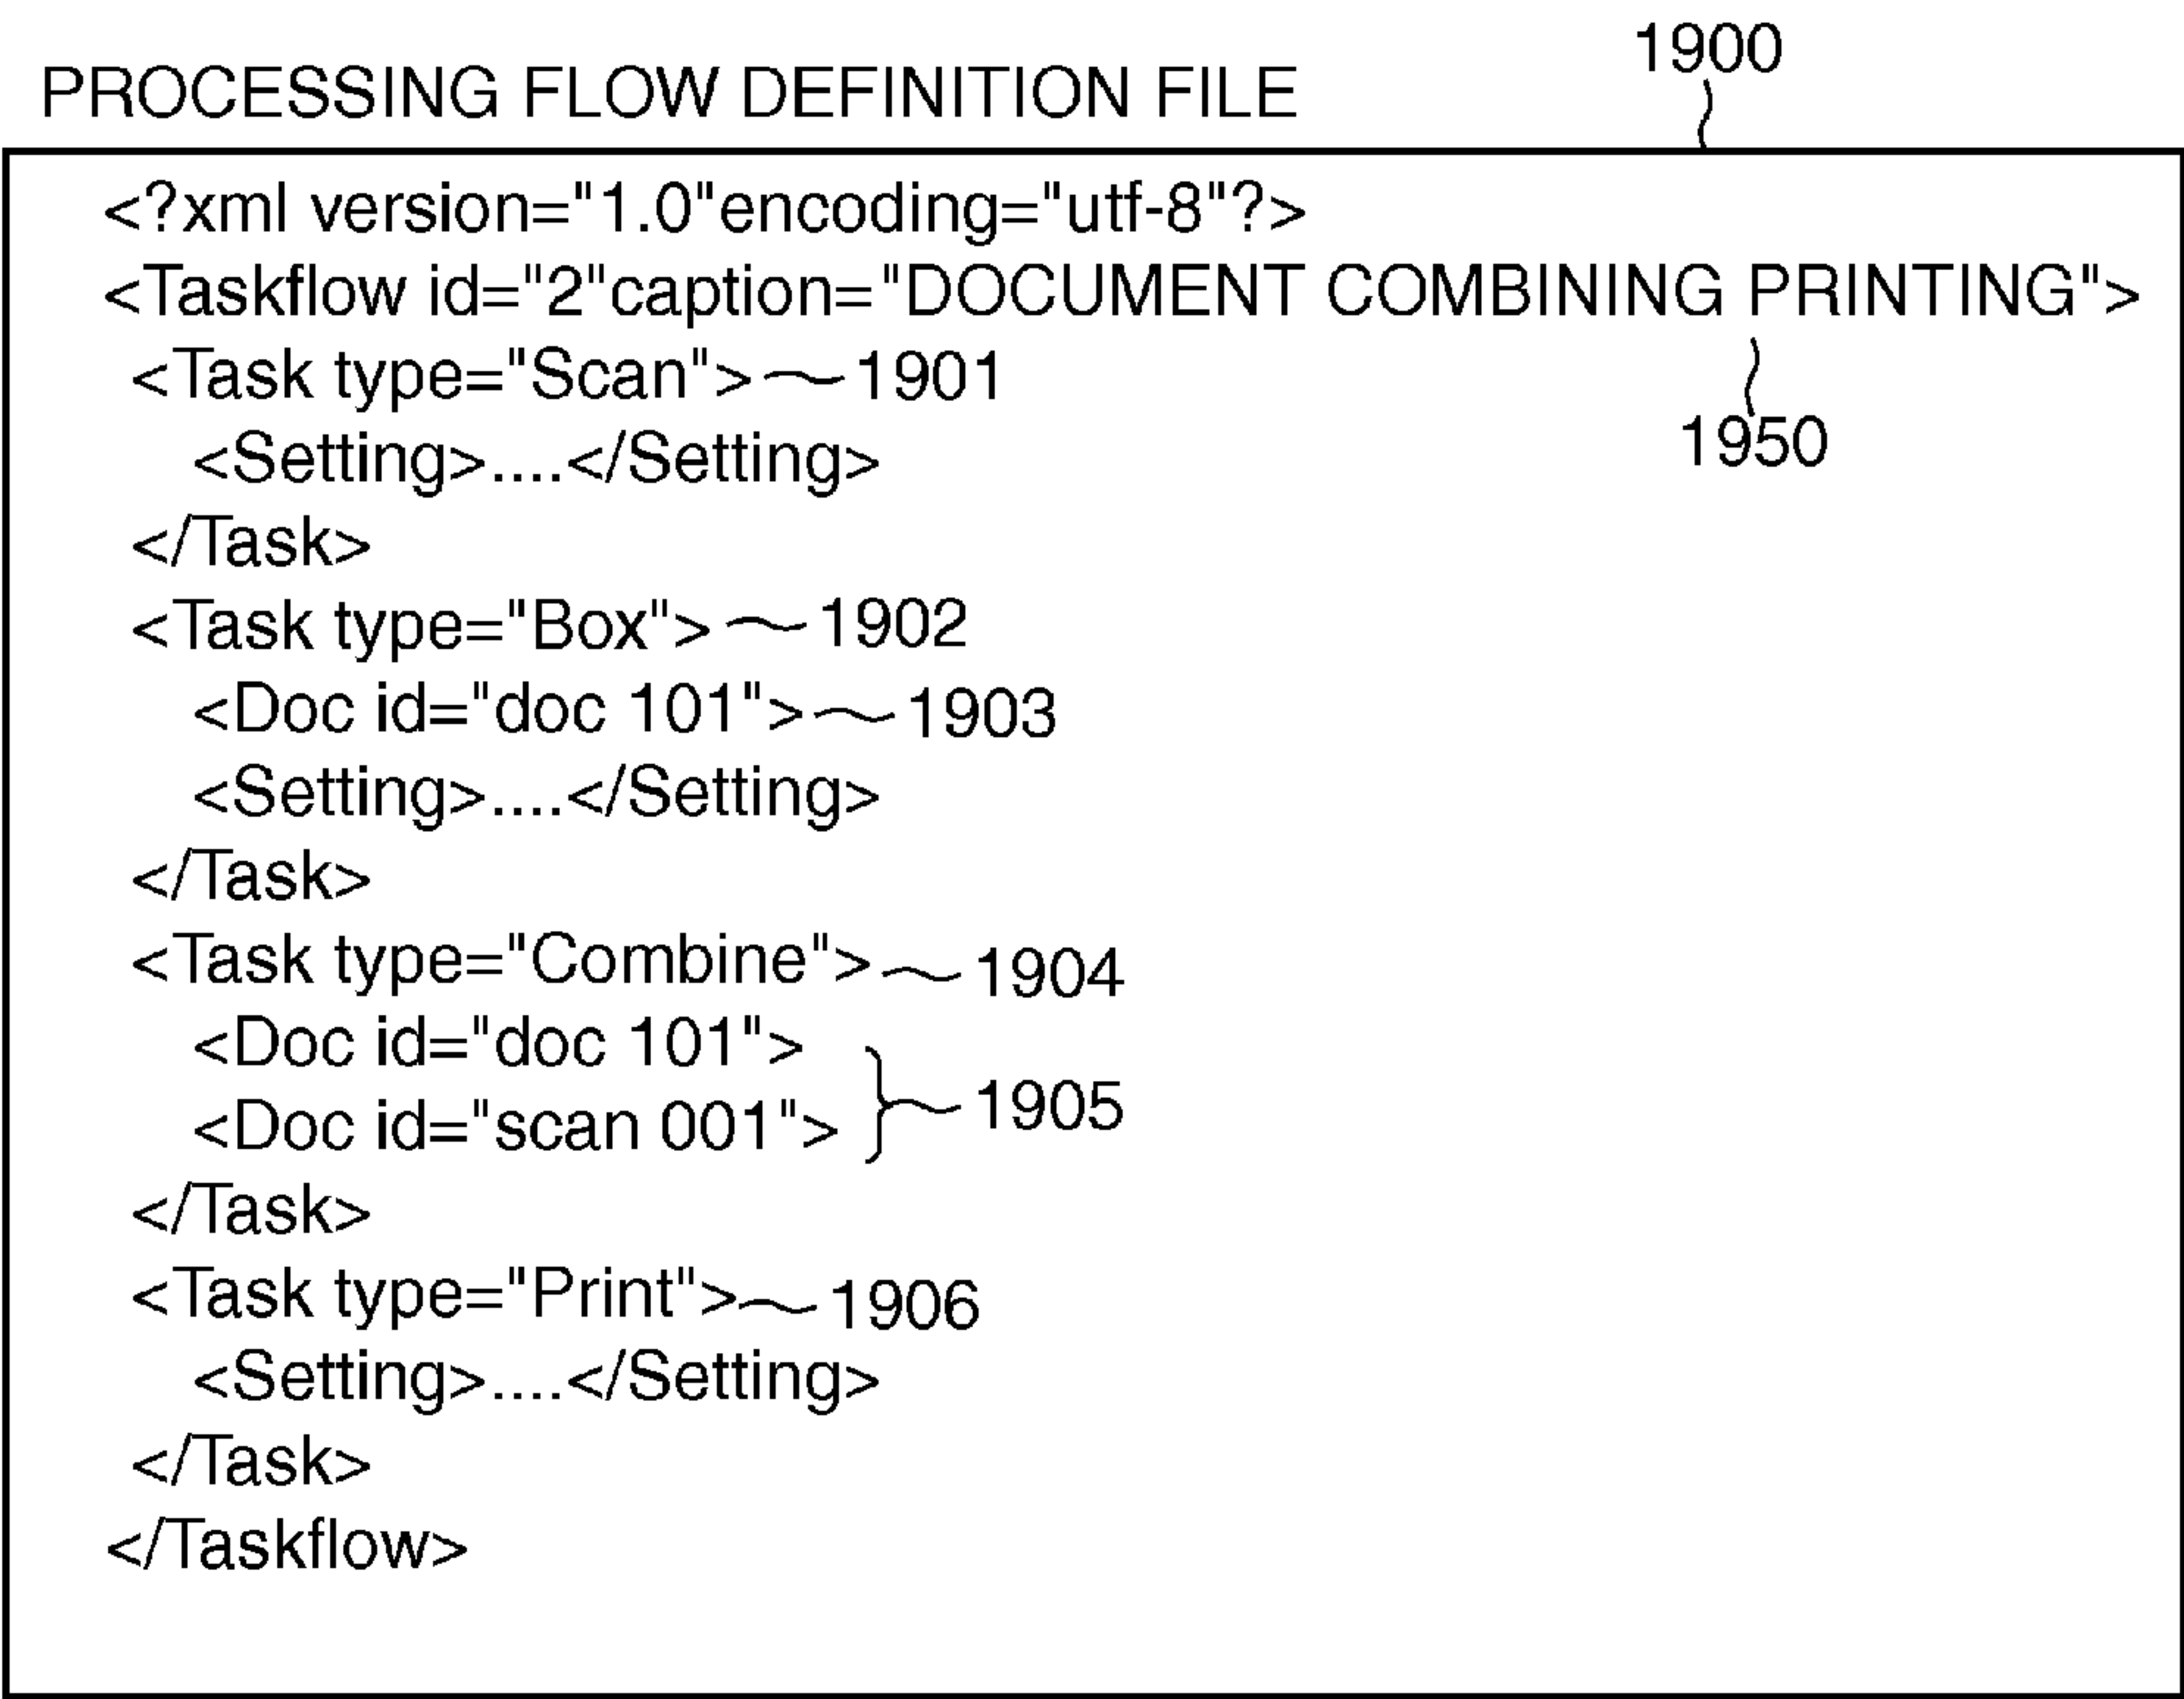 1900
PROCESSING FLOW DEFINITION FILE
<?xml version="1.0"encoding="utf-8"?>
<Taskflow id="2"caption="DOCUMENT COMBINING PRINTING">
<Task type="Scan"> 1901
1950
<Setting>....</Setting>
</Task>
<Task type="Box"> 1902
<Doc id="doc 101"> 1903
<Setting>....</Setting>
</Task>
<Task type="Combine"> 1904
<Doc id="doc 101">
1905
<Doc id="scan 001">
</Task>
<Task type="Print"> 1906
<Setting>....</Setting>
</Task>
</Taskflow>